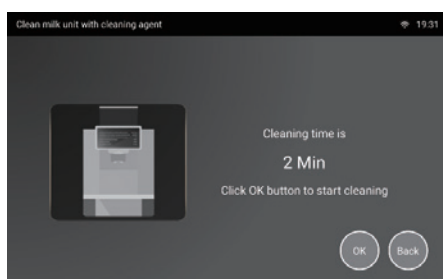 Clean milk unit with cleaning agent
19:31
Cleaning time is
2 Min
Click OK button to start cleaning
OK
Back